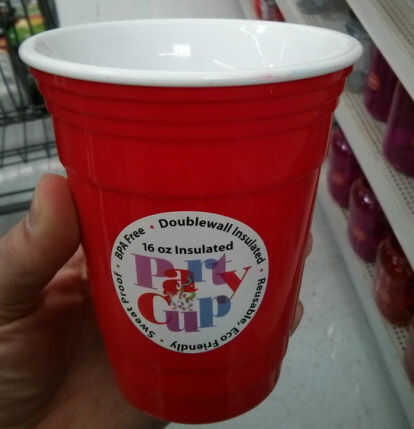 BPA Free • Doublewall Insulated • Reusable, Eco Friendly • Sweat Proof •
16 oz Insulated
Party
Cup